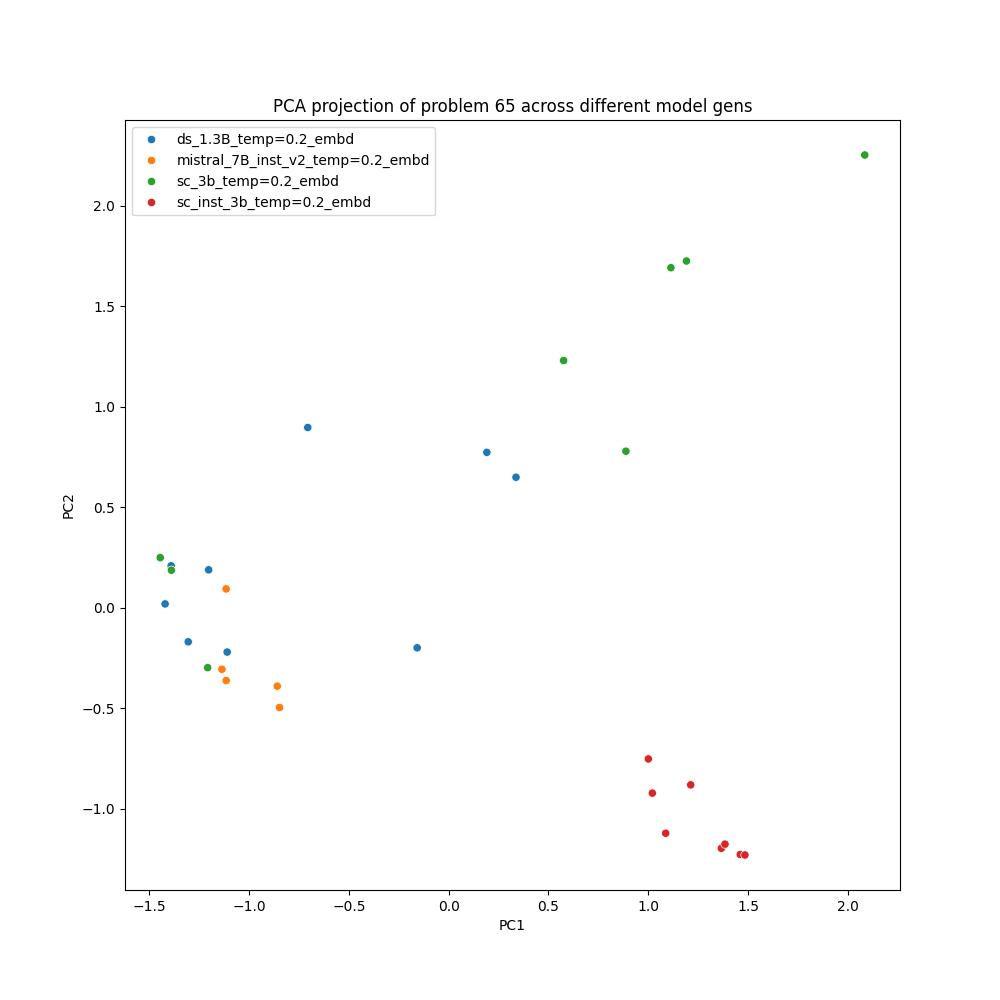 PCA projection of problem 65 across different model gens
ds_1.3B_temp=0.2_embd
mistral_7B_inst_v2_temp=0.2_embd
sc_3b_temp=0.2_embd
sc_inst_3b_temp=0.2_embd
2.0
1.5
1.0
0.5
0.0
−0.5
−1.0
PC2
−1.5 −1.0 −0.5 0.0 0.5 1.0 1.5 2.0
PC1